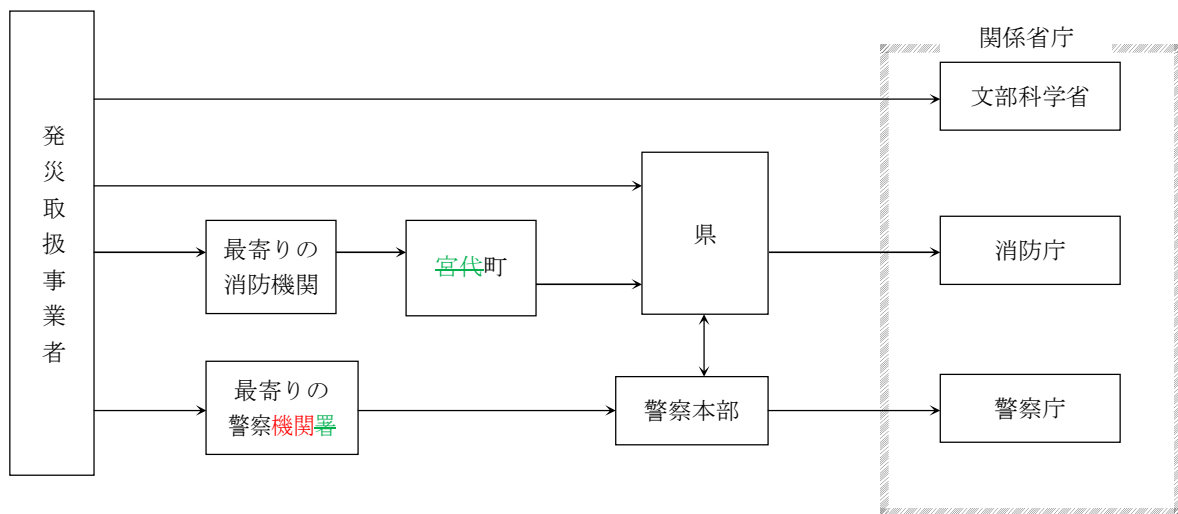 関係省庁
文部科学省
発災取扱事業者
県
消防庁
最寄りの
消防機関
宮代町
最寄りの
警察機関署
警察本部
警察庁